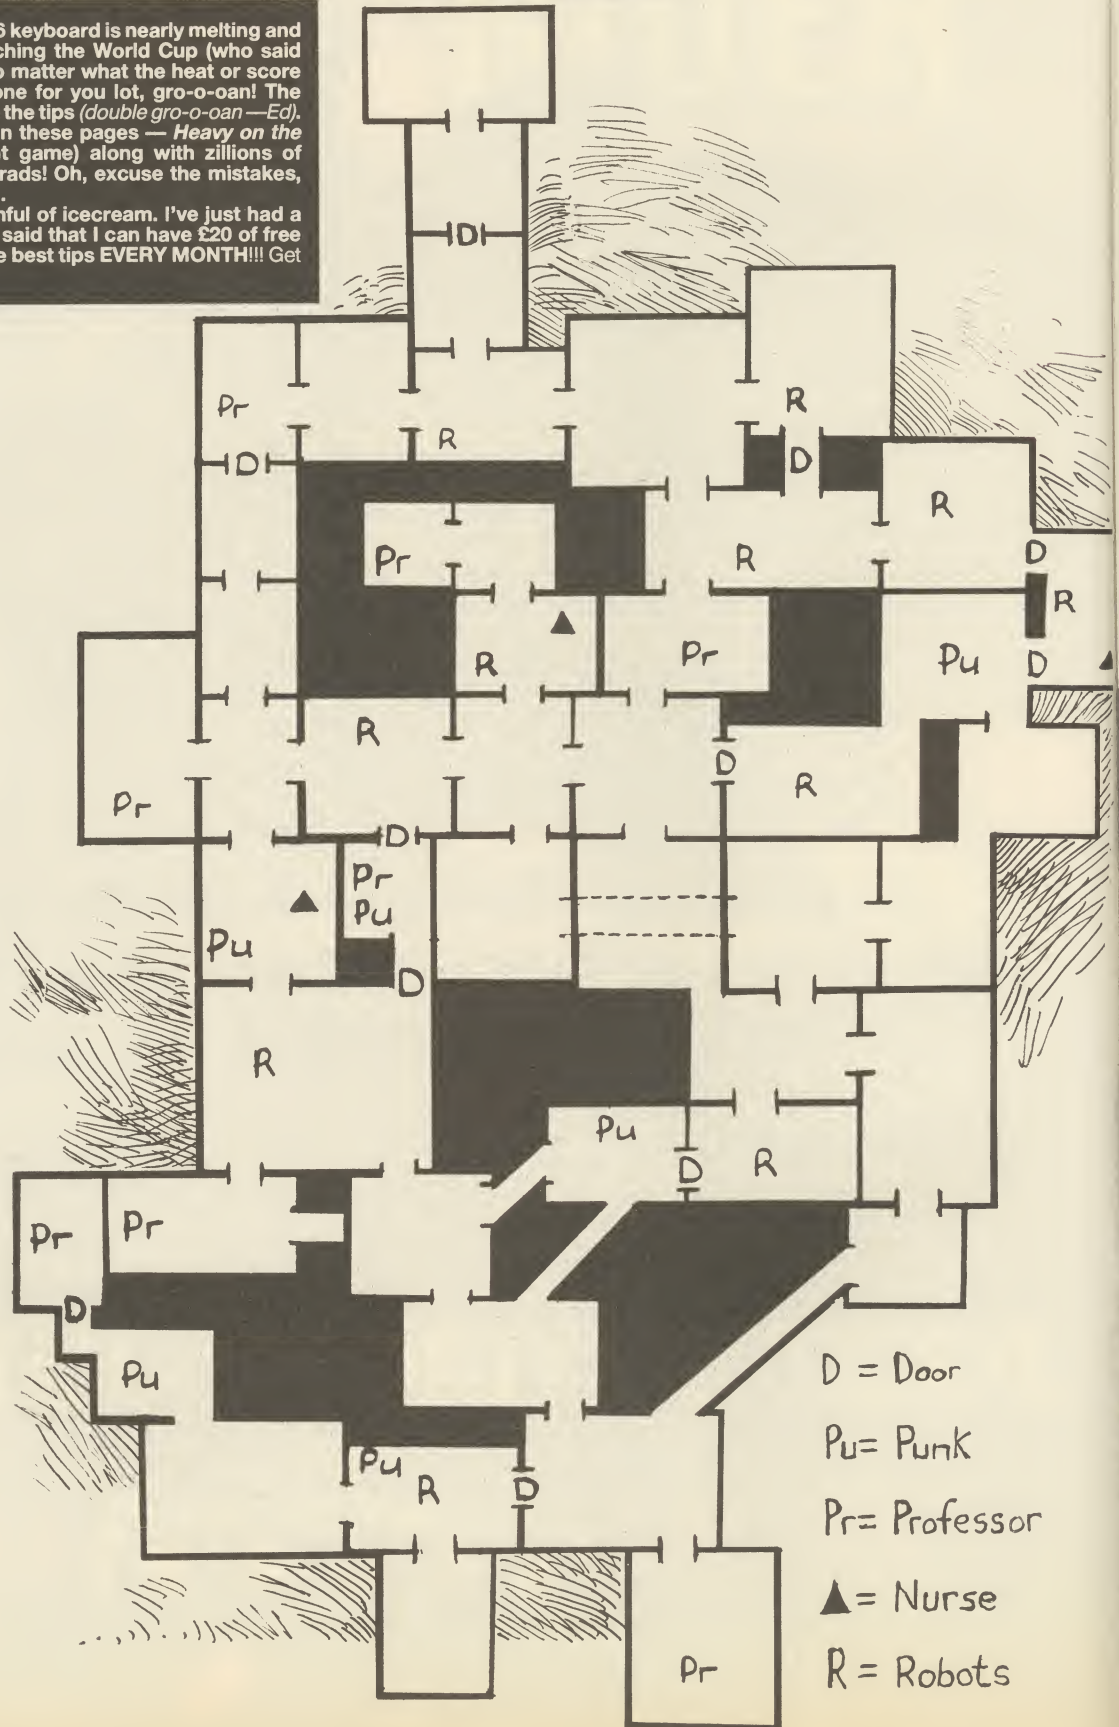 6 keyboard is nearly melting and
ching the World Cup (who said
o matter what the heat or score
one for you lot, gro-o-oan! The
the tips (double gro-o-oan —Ed).
n these pages — Heavy on the
t game) along with zillions of
rads! Oh, excuse the mistakes,
.
nful of icecream. I've just had a
said that I can have £20 of free
e best tips EVERY MONTH!!! Get
D
R
Pr
R
D
D
R
Pr
R
D
R
R
Pr
Pu
D
R
D
R
Pr
D
Pr
Pu
Pu
D
R
Pu
D
R
Pr
Pr
D
Pu
Pu
R
D
Pr
D = Door
Pu= Punk
Pr= Professor
▲= Nurse
R = Robots